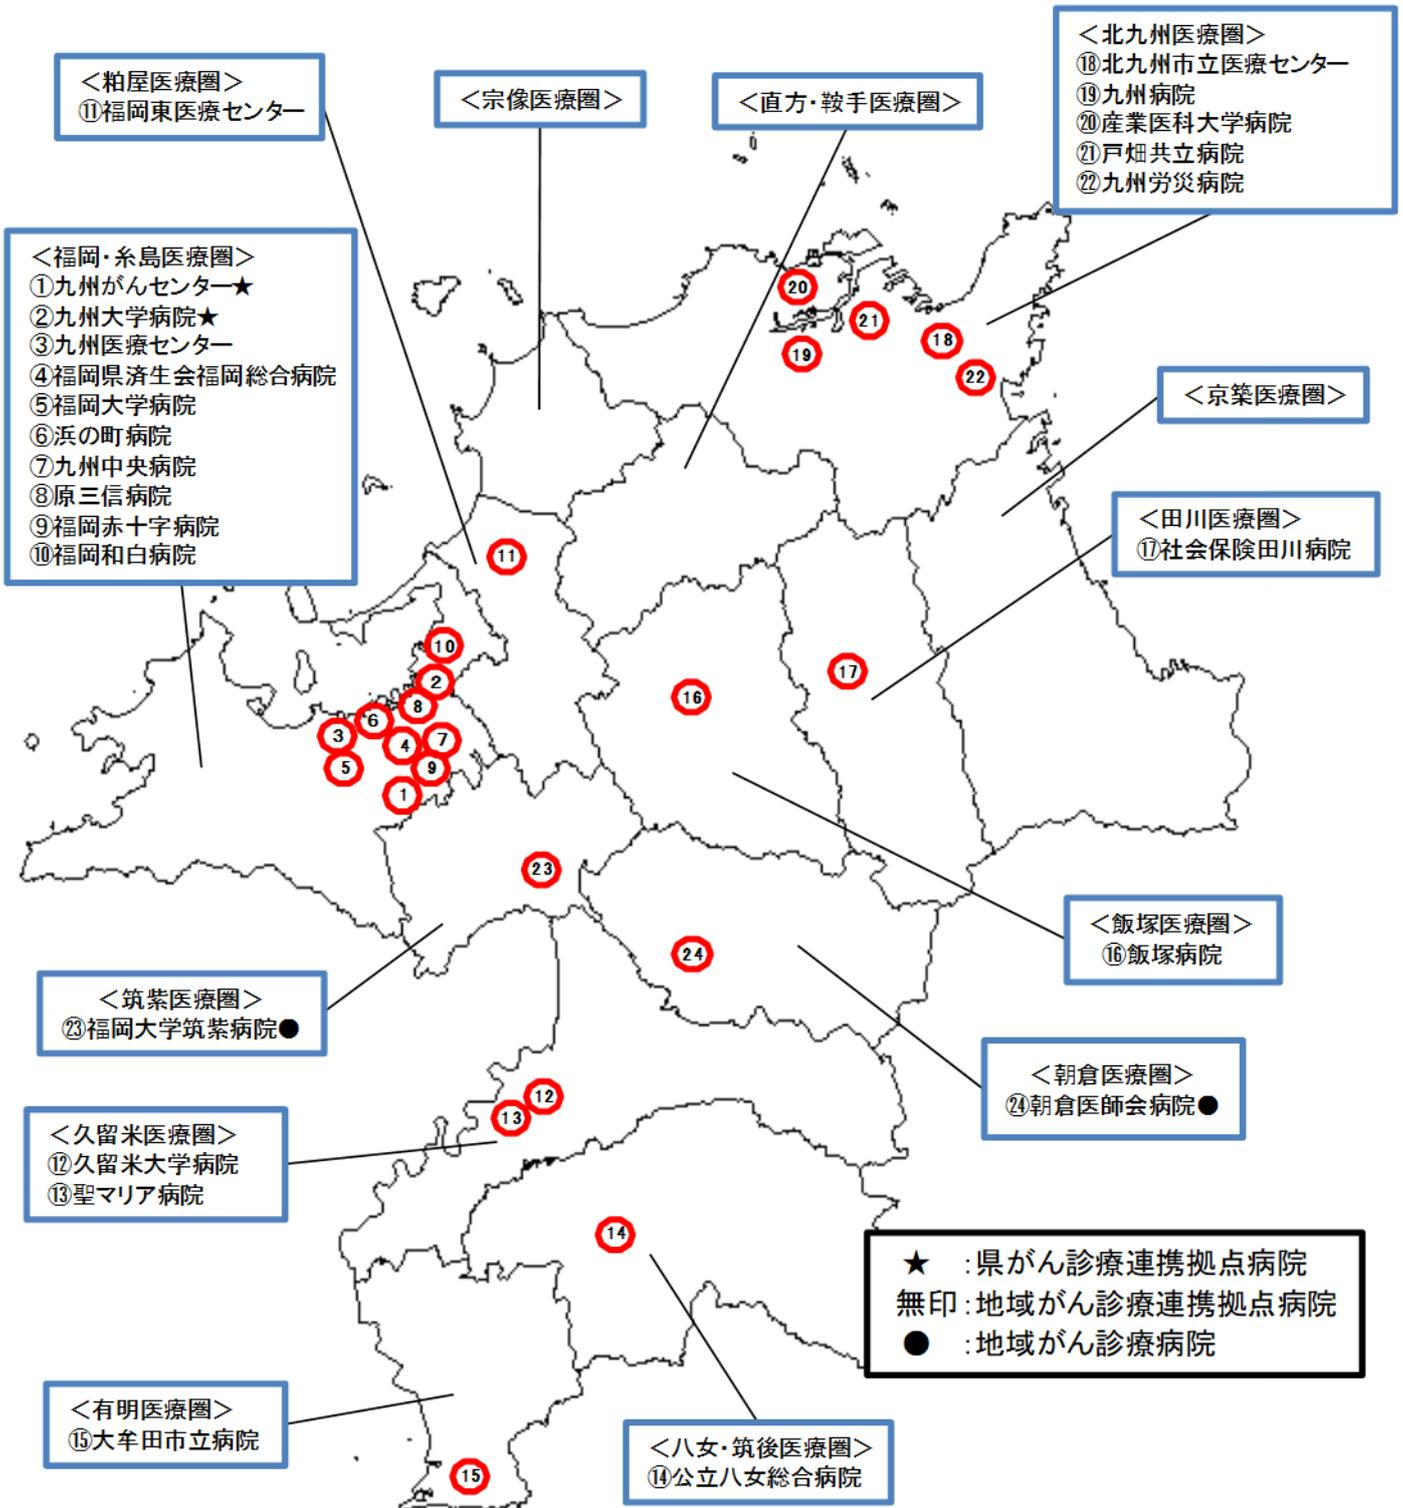 ＜粕屋医療圏＞
⑪福岡東医療センター
＜宗像医療圏＞
＜直方・鞍手医療圏＞
＜北九州医療圏＞
⑱北九州市立医療センター
⑲九州病院
⑳産業医科大学病院
㉑戸畑共立病院
㉒九州労災病院
＜福岡・糸島医療圏＞
①九州がんセンター★
②九州大学病院★
③九州医療センター
④福岡県済生会福岡総合病院
⑤福岡大学病院
⑥浜の町病院
⑦九州中央病院
⑧原三信病院
⑨福岡赤十字病院
⑩福岡和白病院
＜京築医療圏＞
＜田川医療圏＞
⑰社会保険田川病院
20
21
18
19
22
11
10
2
8
6
3
4
7
5
9
1
16
17
23
24
＜飯塚医療圏＞
⑯飯塚病院
＜筑紫医療圏＞
㉓福岡大学筑紫病院●
＜朝倉医療圏＞
㉔朝倉医師会病院●
12
13
＜久留米医療圏＞
⑫久留米大学病院
⑬聖マリア病院
14
★　：県がん診療連携拠点病院
無印：地域がん診療連携拠点病院
●　：地域がん診療病院
＜有明医療圏＞
⑮大牟田市立病院
15
＜八女・筑後医療圏＞
⑭公立八女総合病院